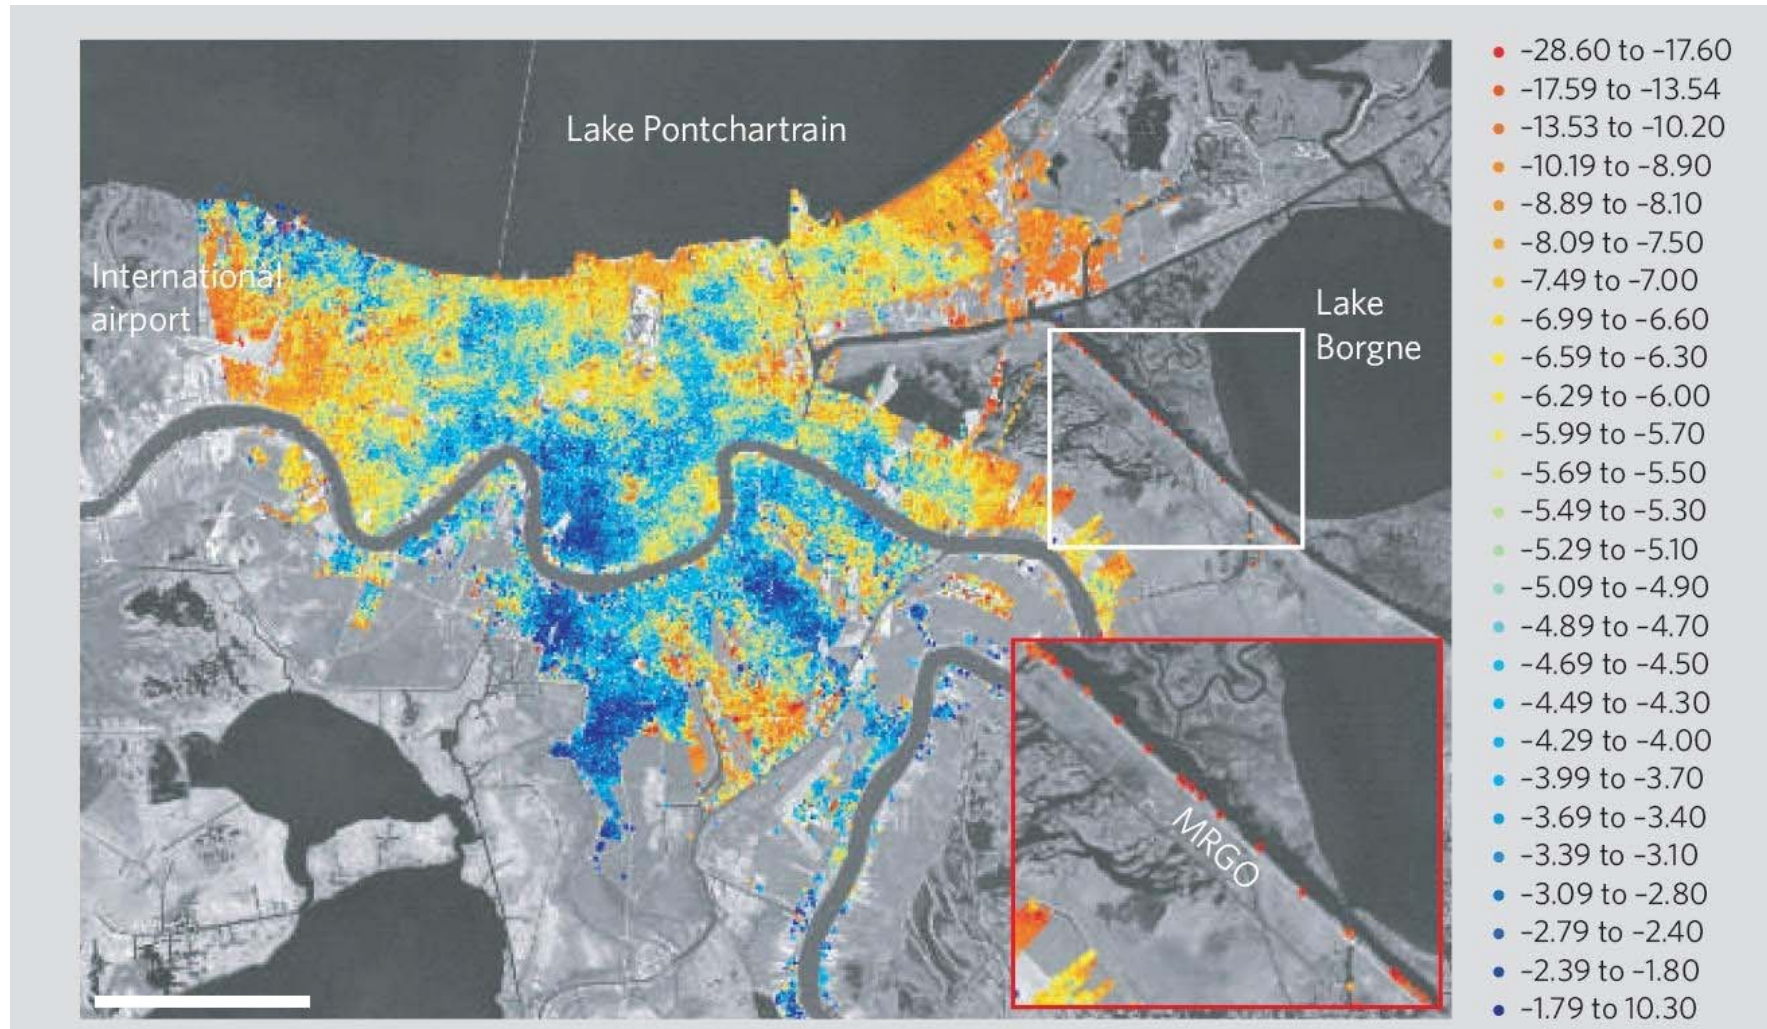 Lake Pontchartrain
International
airport
Lake
Borgne
MRGO
–28.60 to –17.60
–17.59 to –13.54
–13.53 to –10.20
–10.19 to –8.90
–8.89 to –8.10
–8.09 to –7.50
–7.49 to –7.00
–6.99 to –6.60
–6.59 to –6.30
–6.29 to –6.00
–5.99 to –5.70
–5.69 to –5.50
–5.49 to –5.30
–5.29 to –5.10
–5.09 to –4.90
–4.89 to –4.70
–4.69 to –4.50
–4.49 to –4.30
–4.29 to –4.00
–3.99 to –3.70
–3.69 to –3.40
–3.39 to –3.10
–3.09 to –2.80
–2.79 to –2.40
–2.39 to –1.80
–1.79 to 10.30